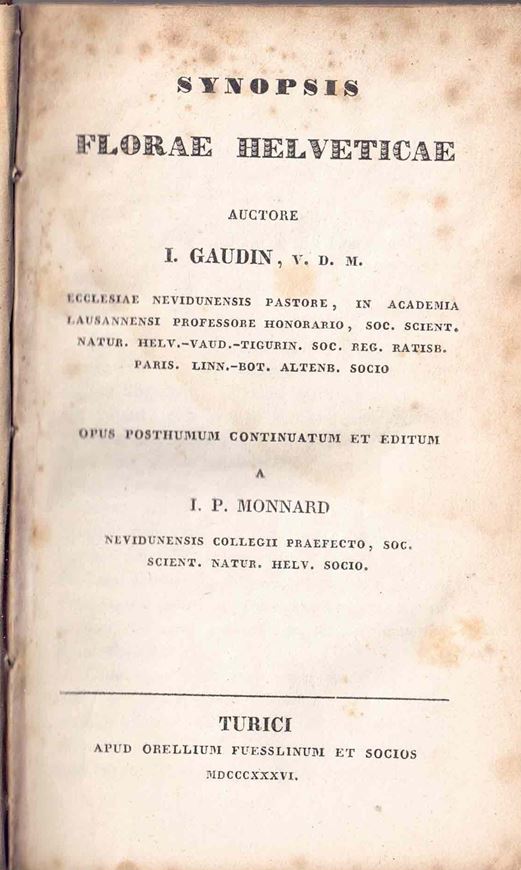 SYNOPSIS
FLORAE HELVETICAE
AUCTORE
I. GAUDIN, V. D. M.
ECCLESIAE NEVIDUNENSIS PASTORE, IN ACADEMIA
LAUSANNENSI PROFESSORE HONORARIO, SOC. SCIENT.
NATUR. HELV.-VAUD.-TIGURIN. SOC. REG. RATISB.
PARIS. LINN.-BOT. ALTENB. SOCIO
OPUS POSTHUMUM CONTINUATUM ET EDITUM
A
I. P. MONNARD
NEVIDUNENSIS COLLEGII PRAEFECTO, SOC.
SCIENT. NATUR. HELV. SOCIO.
TURICI
APUD ORELLIUM FUESSLINUM ET SOCIOS
MDCCCXXXVI.